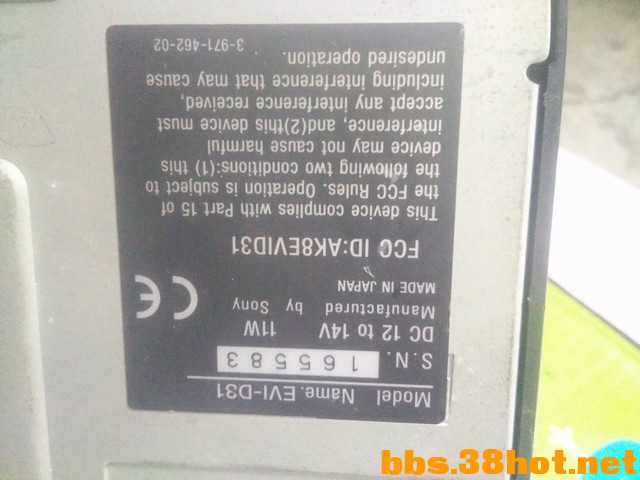 Model Name. EVI-D31
S.N. 165583
DC 12 to 14V 11W
Manufactured by Sony
MADE IN JAPAN
CE
FCC ID:AK8EVID31
This device complies with Part 15 of
the FCC Rules. Operation is subject to
the following two conditions:(1) this
device may not cause harmful
interference, and(2)this device must
accept any interference received,
including interference that may cause
undesired operation.
3-971-462-02
bbs.38hot.net